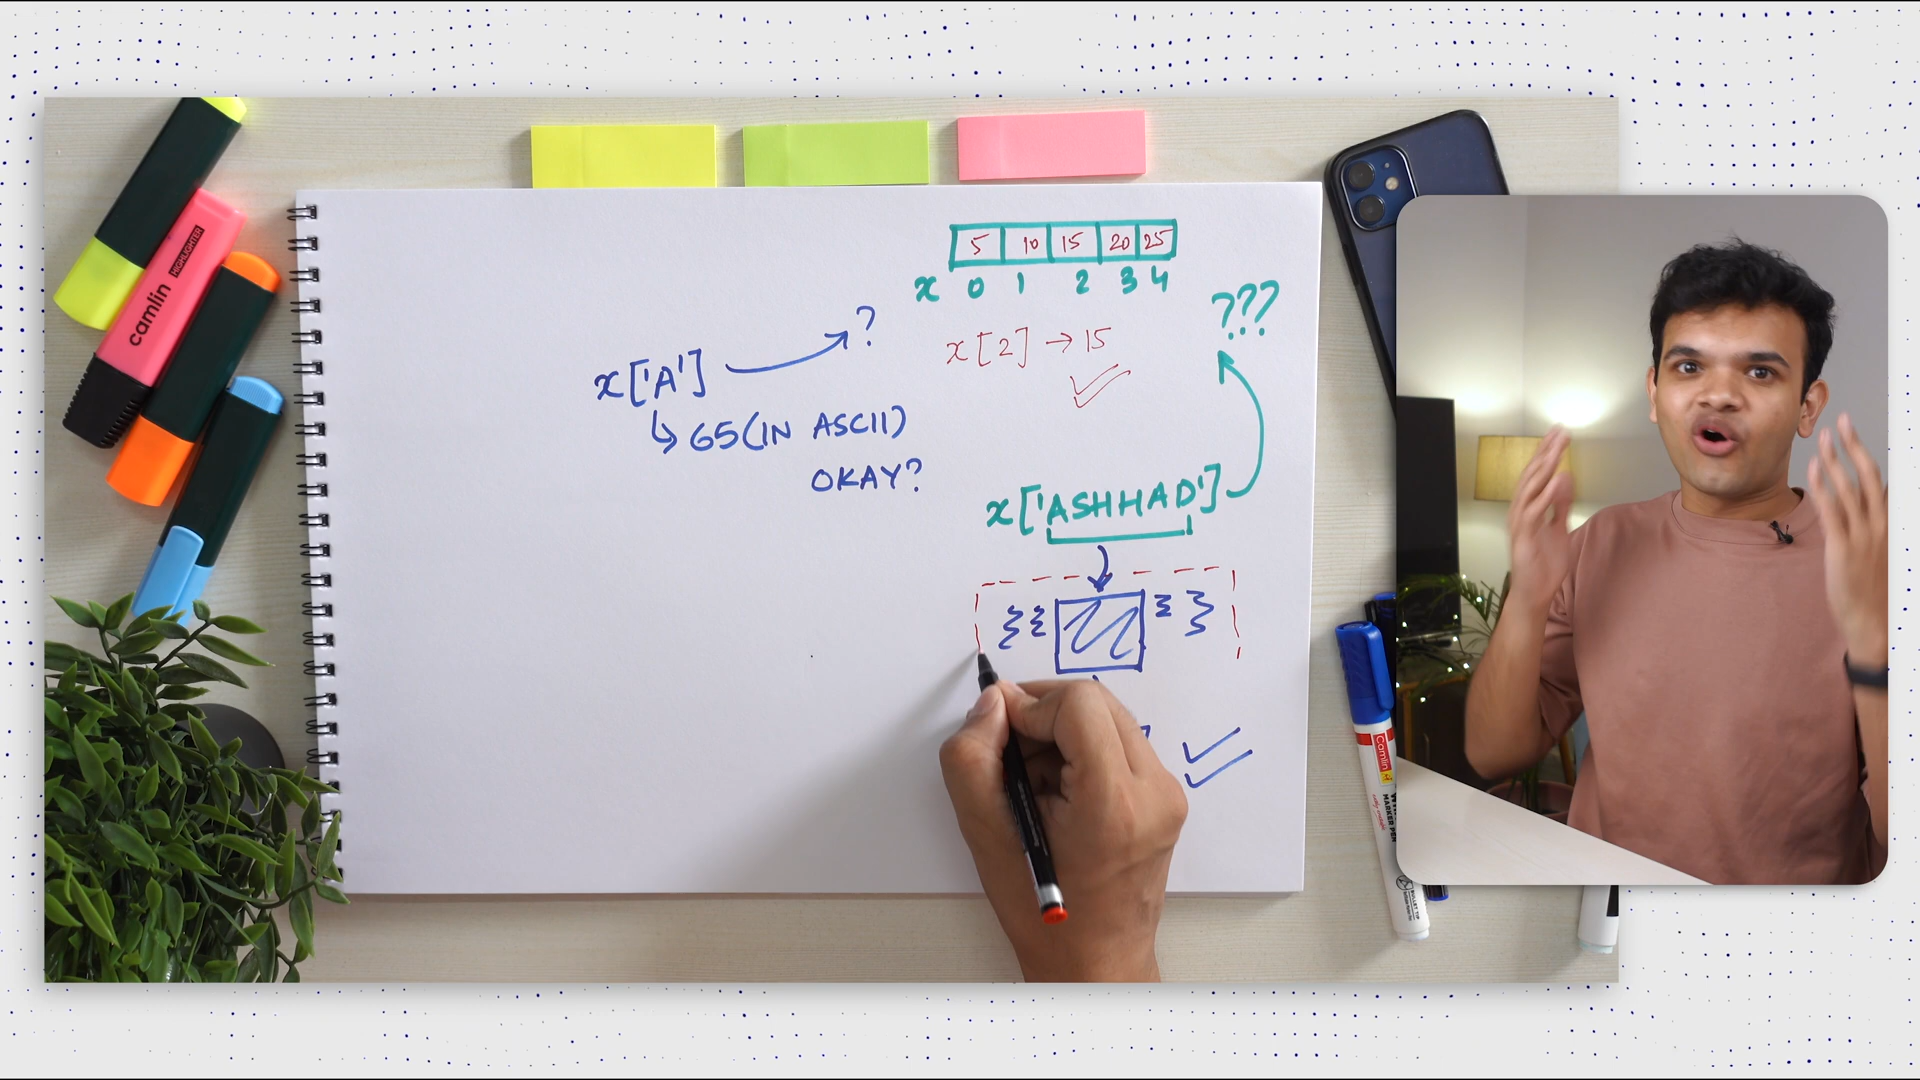 5 10 15 20 25
x 0 1 2 3 4
x[2] → 15
???
x['A'] → ?
↳ 65(IN ASCII)
OKAY?
x['ASHHAD']
camlin
HIGHLIGHTER
Camlin